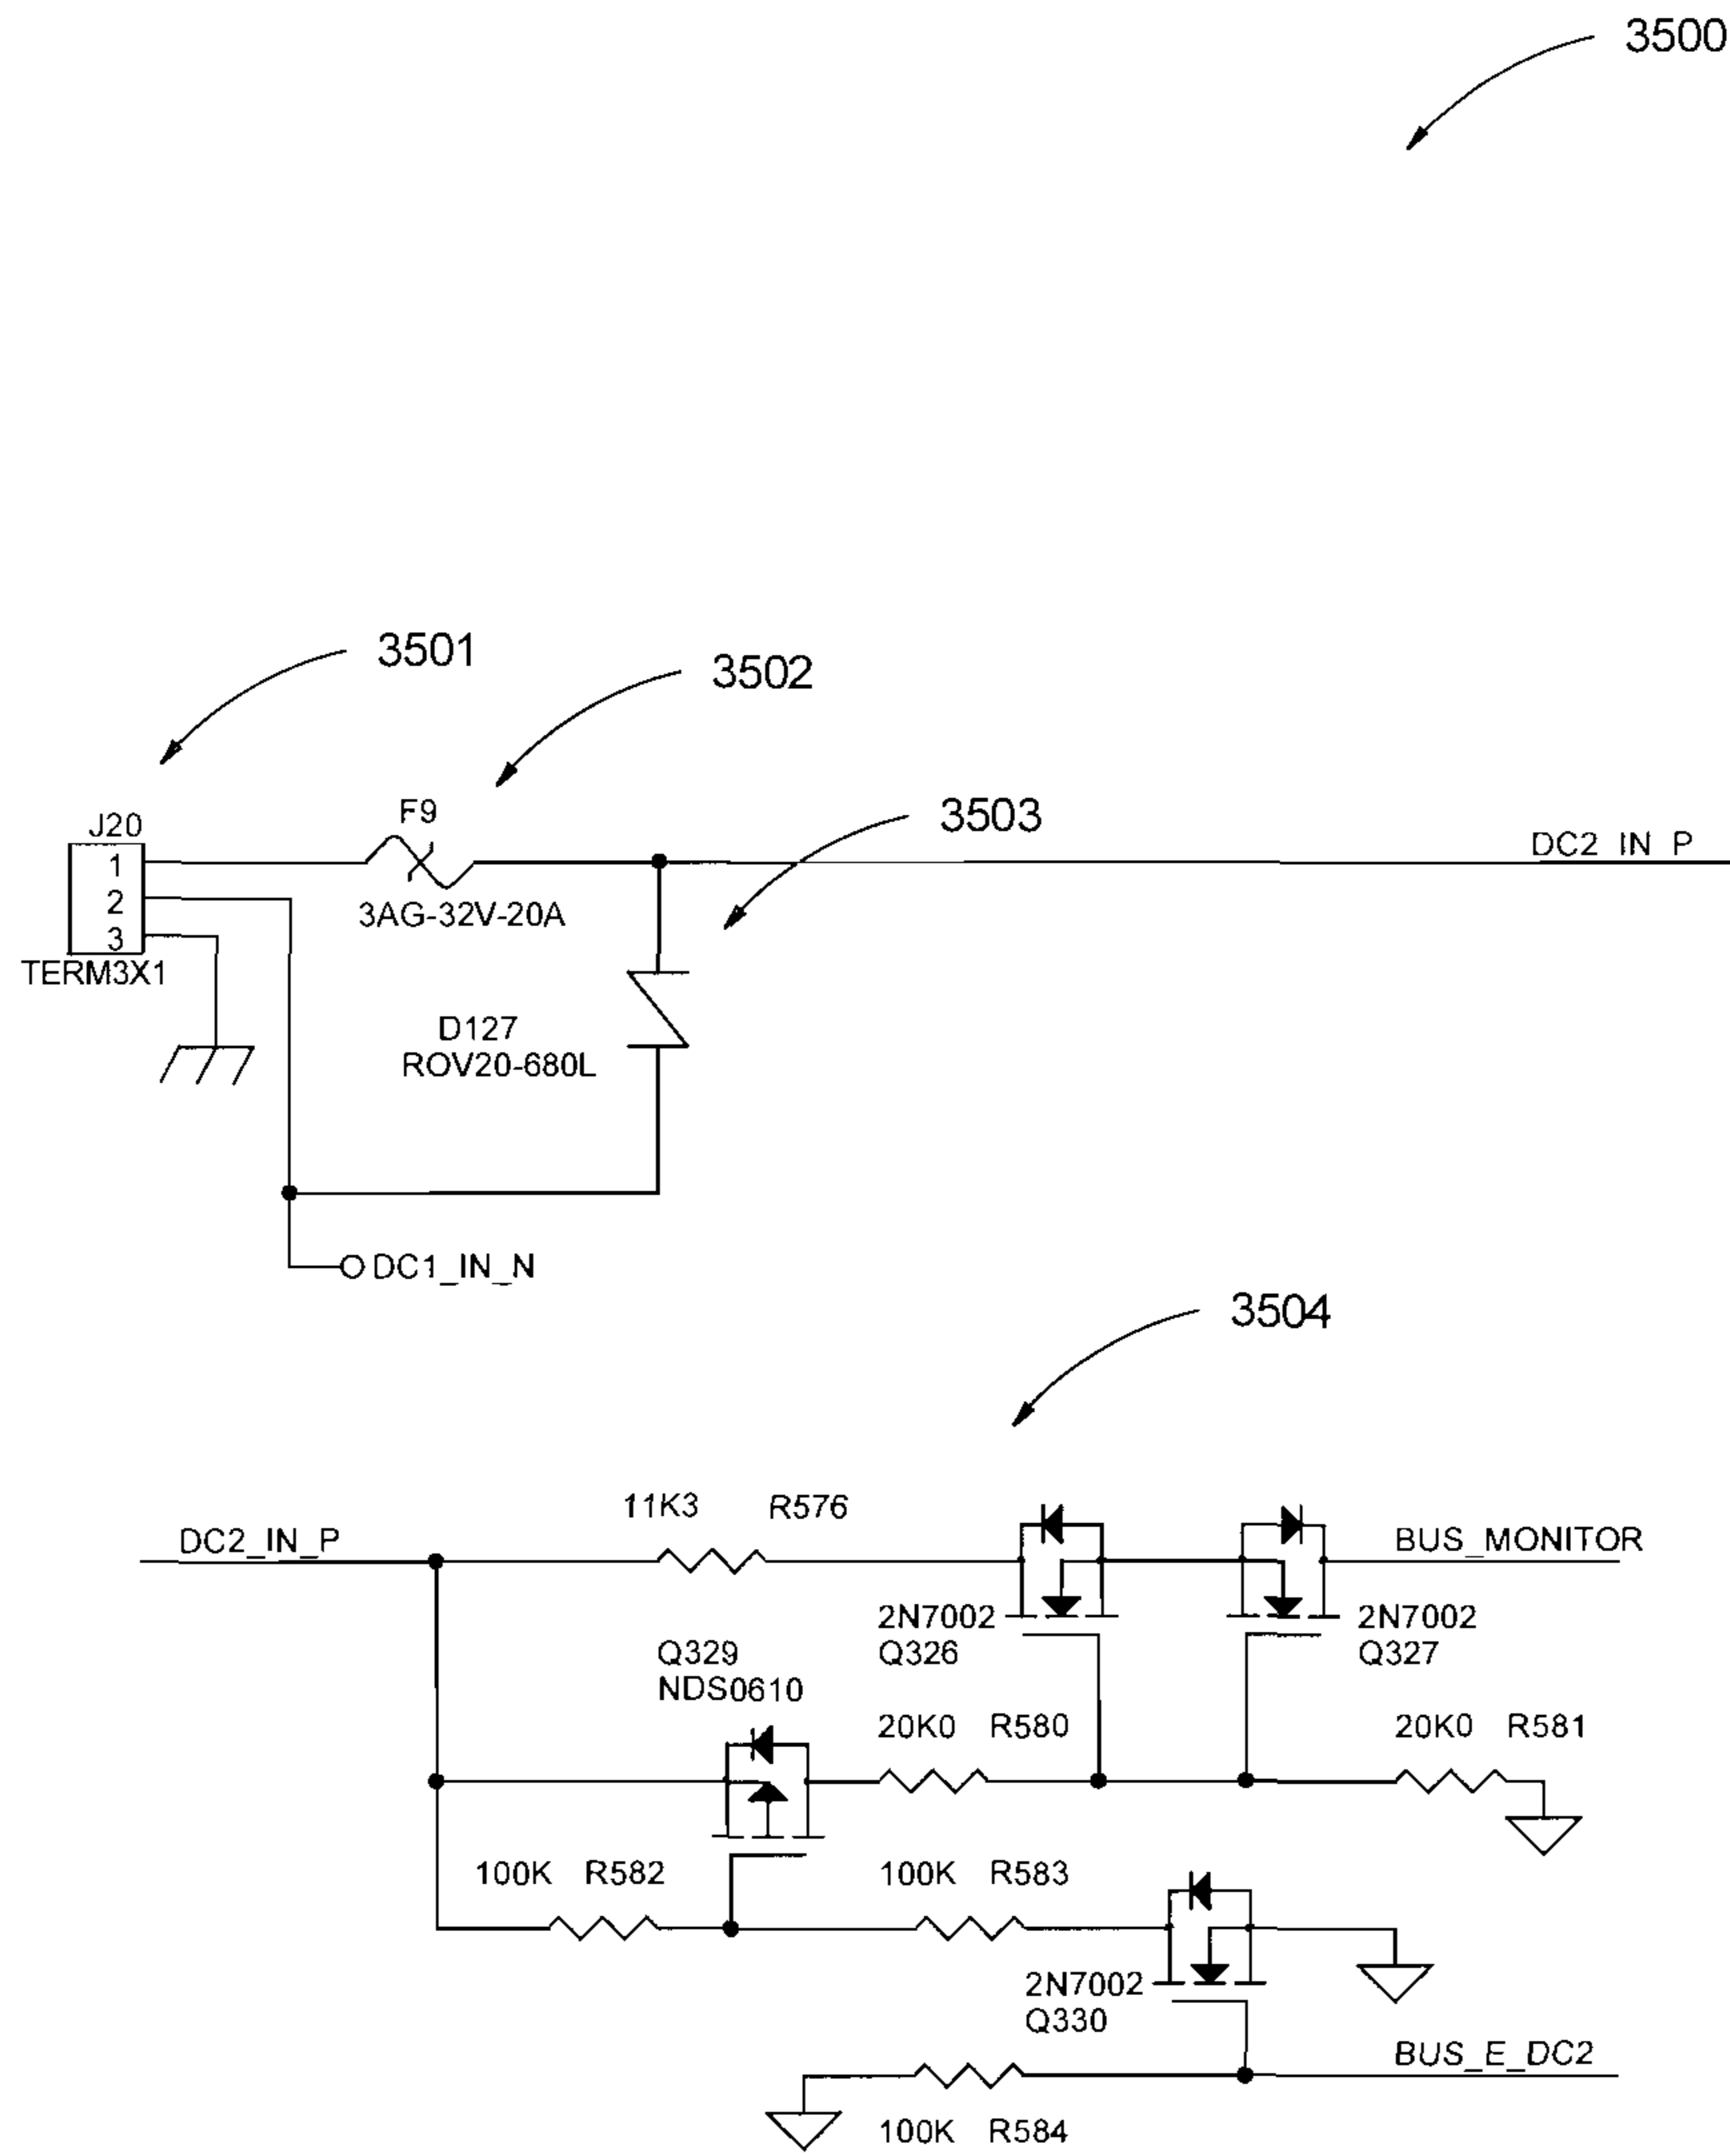 3500
3501
3502
3503
J20
1
2
3
TERM3X1
F9
3AG-32V-20A
DC2_IN_P
D127
ROV20-680L
DC1_IN_N
3504
11K3 R576
DC2_IN_P
BUS_MONITOR
2N7002
Q326
2N7002
Q327
Q329
NDS0610
20K0 R580
20K0 R581
100K R582
100K R583
2N7002
Q330
BUS_E_DC2
100K R584